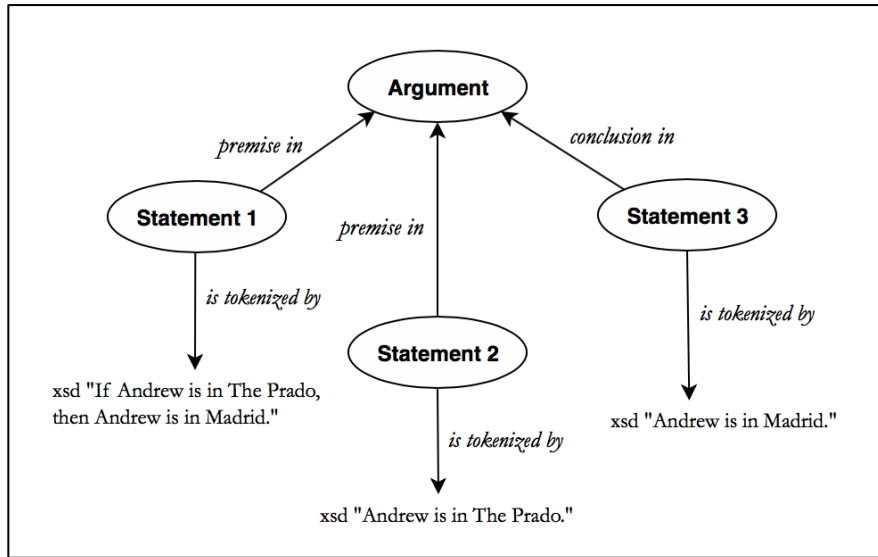 Argument
premise in
conclusion in
Statement 1
premise in
Statement 3
is tokenized by
is tokenized by
Statement 2
xsd "If Andrew is in The Prado,
then Andrew is in Madrid."
xsd "Andrew is in Madrid."
is tokenized by
xsd "Andrew is in The Prado."